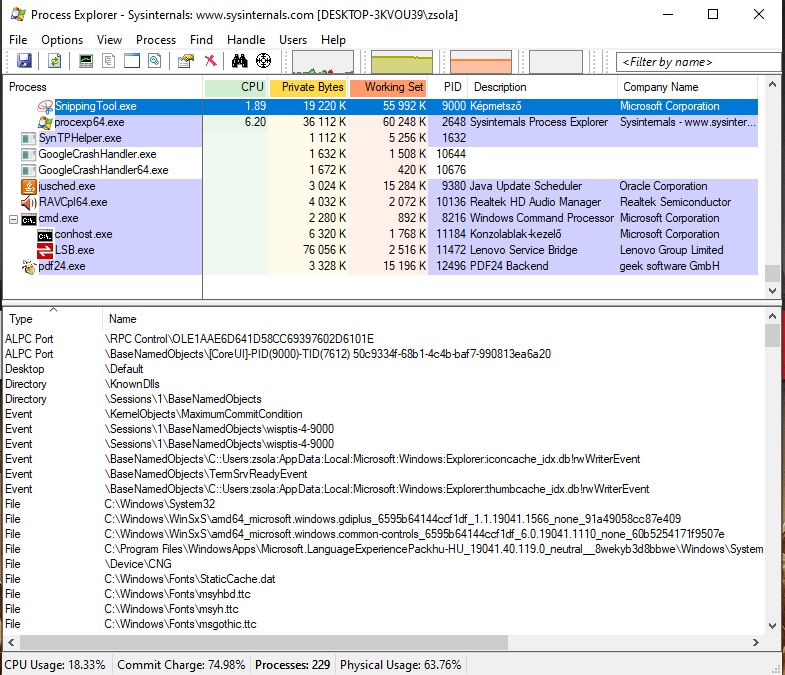 Process Explorer - Sysinternals: www.sysinternals.com [DESKTOP-3KVOU39\zsola]
File Options View Process Find Handle Users Help
<Filter by name>
Process CPU Private Bytes Working Set PID Description Company Name
SnippingTool.exe 1.89 19 220 K 55 992 K 9000 Képmetsző Microsoft Corporation
procexp64.exe 6.20 36 112 K 60 248 K 2648 Sysinternals Process Explorer Sysinternals - www.sysinter...
SynTPHelper.exe 1 112 K 5 256 K 1632
GoogleCrashHandler.exe 1 632 K 1 508 K 10644
GoogleCrashHandler64.exe 1 672 K 420 K 10676
jusched.exe 3 024 K 15 284 K 9380 Java Update Scheduler Oracle Corporation
RAVCpl64.exe 4 032 K 2 072 K 10136 Realtek HD Audio Manager Realtek Semiconductor
cmd.exe 2 280 K 892 K 8216 Windows Command Processor Microsoft Corporation
conhost.exe 6 320 K 1 768 K 11184 Konzolablak-kezelő Microsoft Corporation
LSB.exe 76 056 K 2 516 K 11472 Lenovo Service Bridge Lenovo Group Limited
pdf24.exe 3 328 K 15 196 K 12496 PDF24 Backend geek software GmbH
Type Name
ALPC Port \RPC Control\OLE1AAE6D641D58CC69397602D6101E
ALPC Port \BaseNamedObjects\[CoreUI]-PID(9000)-TID(7612) 50c9334f-68b1-4c4b-baf7-990813ea6a20
Desktop \Default
Directory \KnownDlls
Directory \Sessions\1\BaseNamedObjects
Event \KernelObjects\MaximumCommitCondition
Event \Sessions\1\BaseNamedObjects\wisptis-4-9000
Event \Sessions\1\BaseNamedObjects\wisptis-4-9000
Event \BaseNamedObjects\C::Users:zsola:AppData:Local:Microsoft:Windows:Explorer:iconcache_idx.db!rwWriterEvent
Event \BaseNamedObjects\TermSrvReadyEvent
Event \BaseNamedObjects\C::Users:zsola:AppData:Local:Microsoft:Windows:Explorer:thumbcache_idx.db!rwWriterEvent
File C:\Windows\System32
File C:\Windows\WinSxS\amd64_microsoft.windows.gdiplus_6595b64144ccf1df_1.1.19041.1566_none_91a49058cc87e409
File C:\Windows\WinSxS\amd64_microsoft.windows.common-controls_6595b64144ccf1df_6.0.19041.1110_none_60b5254171f9507e
File C:\Program Files\WindowsApps\Microsoft.LanguageExperiencePackhu-HU_19041.40.119.0_neutral__8wekyb3d8bbwe\Windows\System
File \Device\CNG
File C:\Windows\Fonts\StaticCache.dat
File C:\Windows\Fonts\msyhbd.ttc
File C:\Windows\Fonts\msyh.ttc
File C:\Windows\Fonts\msgothic.ttc
CPU Usage: 18.33% Commit Charge: 74.98% Processes: 229 Physical Usage: 63.76%